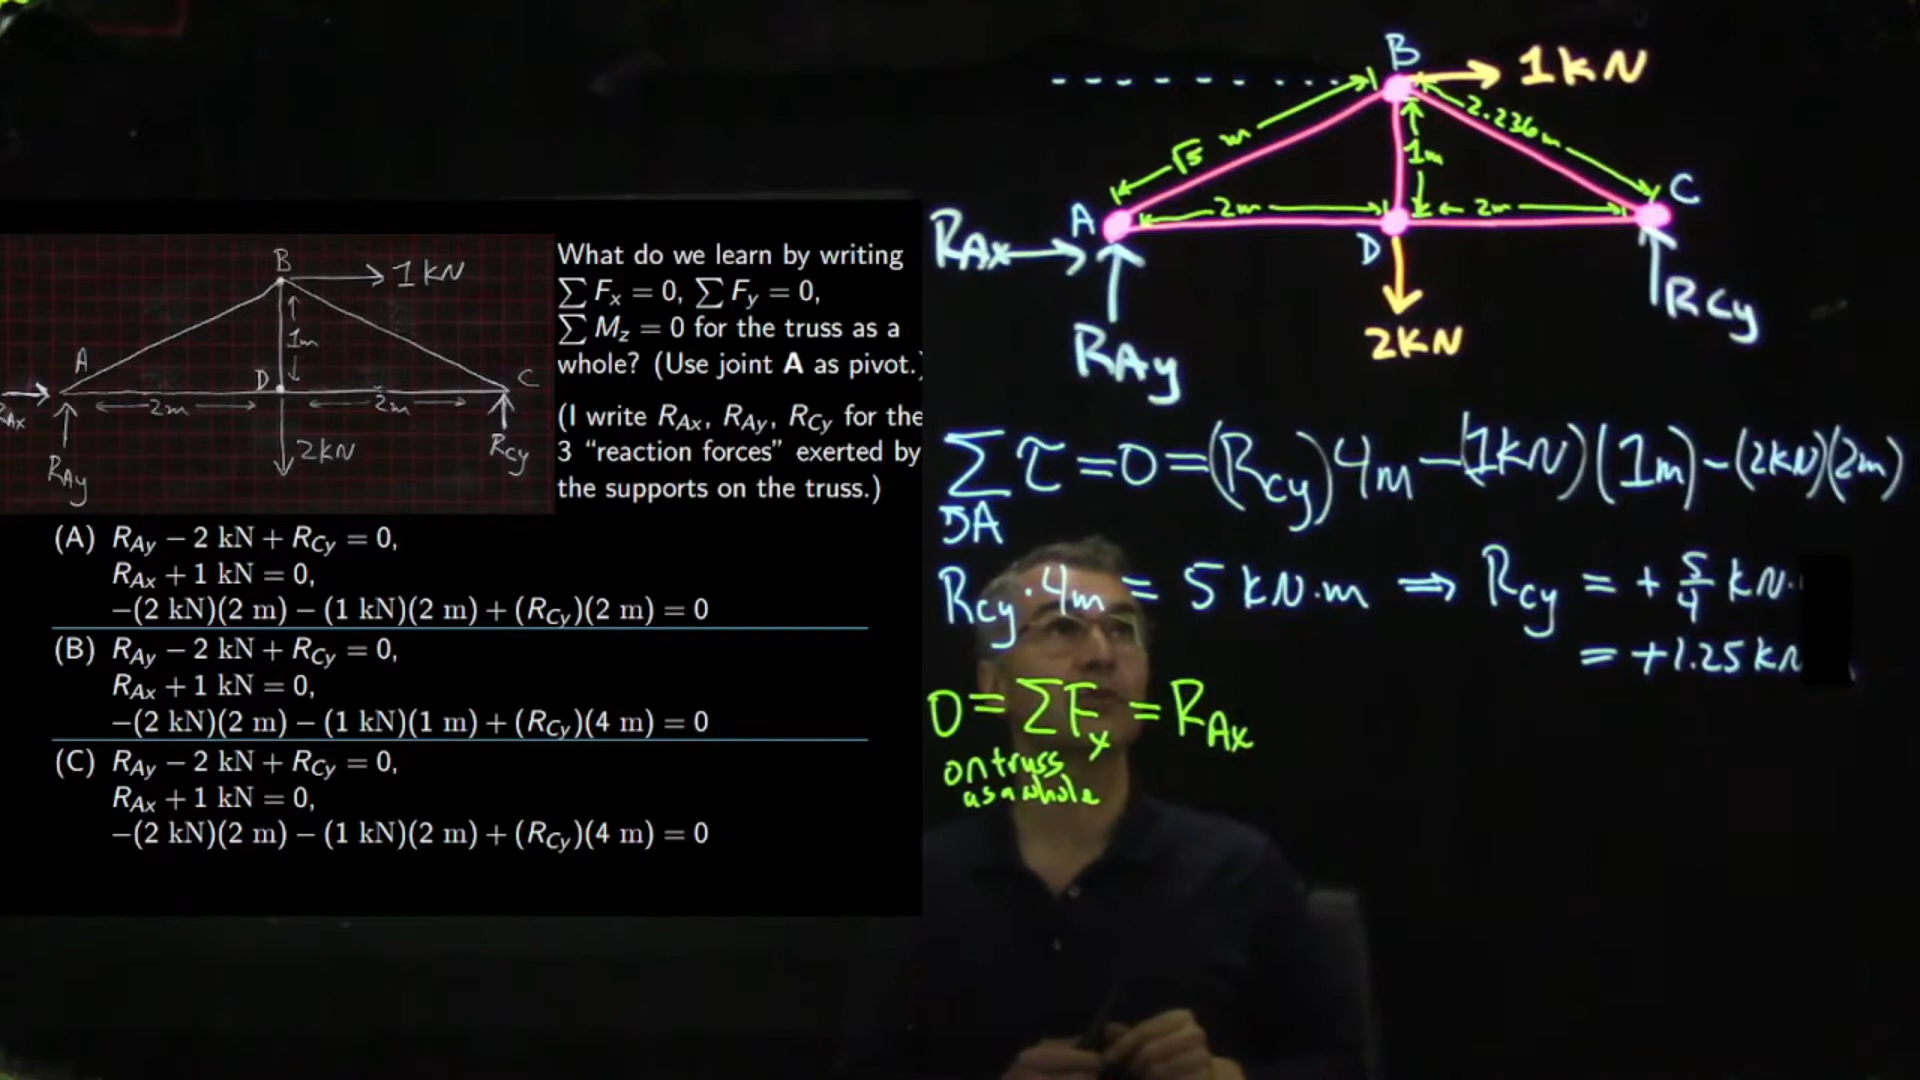 B
1 kN
A
1m
D
C
2m
2m
RAx
RAy
2kN
Rcy
What do we learn by writing
∑ Fx = 0, ∑ Fy = 0,
∑ Mz = 0 for the truss as a
whole? (Use joint A as pivot.)
(I write RAx, RAy, RCy for the
3 “reaction forces” exerted by
the supports on the truss.)
(A) RAy − 2 kN + RCy = 0,
RAx + 1 kN = 0,
−(2 kN)(2 m) − (1 kN)(2 m) + (RCy)(2 m) = 0
(B) RAy − 2 kN + RCy = 0,
RAx + 1 kN = 0,
−(2 kN)(2 m) − (1 kN)(1 m) + (RCy)(4 m) = 0
(C) RAy − 2 kN + RCy = 0,
RAx + 1 kN = 0,
−(2 kN)(2 m) − (1 kN)(2 m) + (RCy)(4 m) = 0
B
1kN
√5 m
2.236m
1m
A
C
2m
2m
D
RAx
RAy
2kN
RCy
∑ τ = 0 = (Rcy) 4m − (1kN)(1m) − (2kN)(2m)
Rcy · 4m = 5 kN·m ⇒ Rcy = + 5/4 kN
= +1.25 kN
0 = ∑Fx = RAx
on truss
as a whole